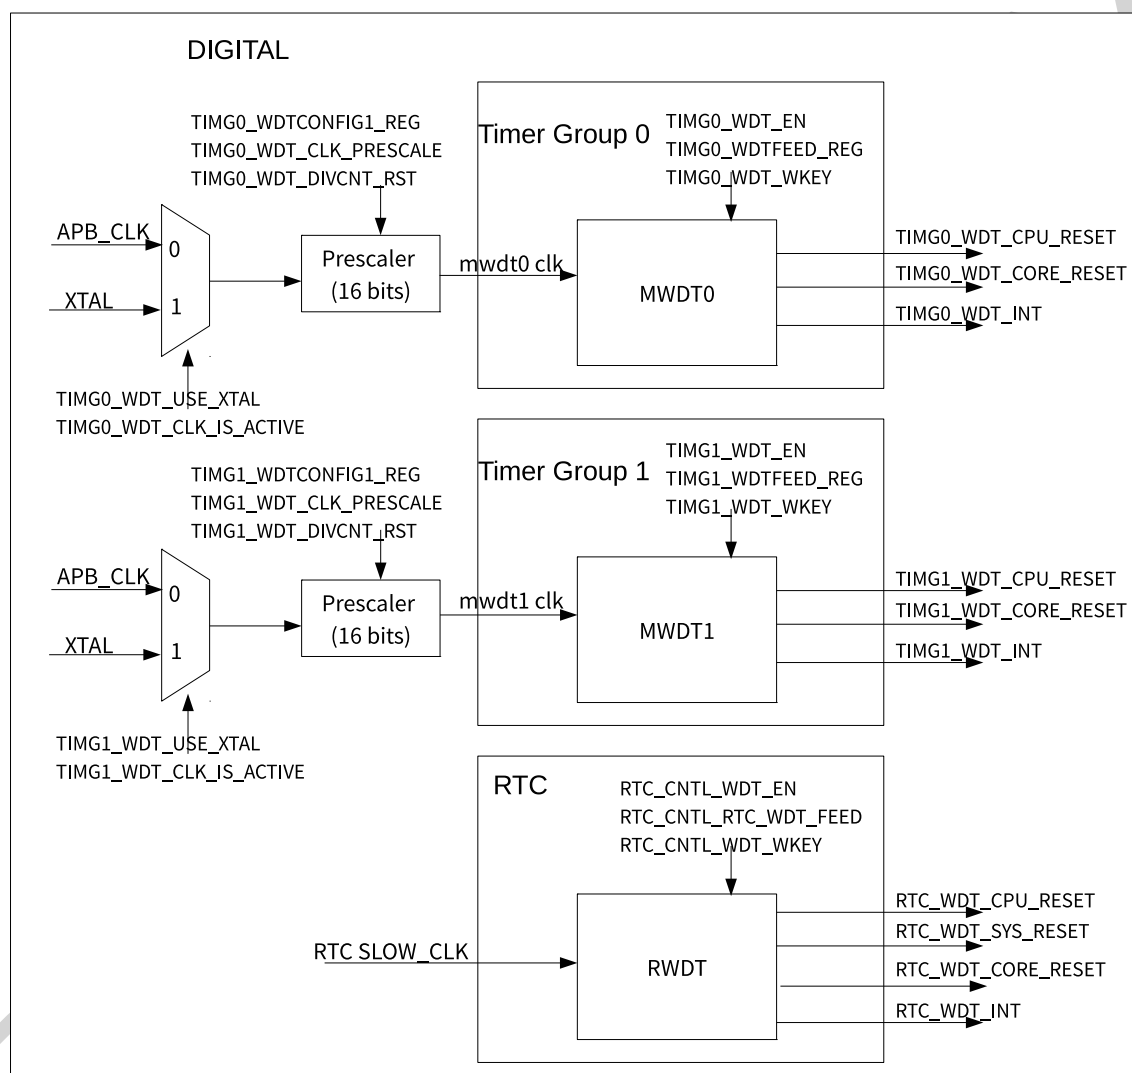 DIGITAL
TIMG0_WDTCONFIG1_REG
TIMG0_WDT_CLK_PRESCALE
TIMG0_WDT_DIVCNT_RST
Timer Group 0
TIMG0_WDT_EN
TIMG0_WDTFEED_REG
TIMG0_WDT_WKEY
APB_CLK
0
XTAL
1
Prescaler
(16 bits)
mwdt0 clk
MWDT0
TIMG0_WDT_CPU_RESET
TIMG0_WDT_CORE_RESET
TIMG0_WDT_INT
TIMG0_WDT_USE_XTAL
TIMG0_WDT_CLK_IS_ACTIVE
TIMG1_WDTCONFIG1_REG
TIMG1_WDT_CLK_PRESCALE
TIMG1_WDT_DIVCNT_RST
Timer Group 1
TIMG1_WDT_EN
TIMG1_WDTFEED_REG
TIMG1_WDT_WKEY
APB_CLK
0
XTAL
1
Prescaler
(16 bits)
mwdt1 clk
MWDT1
TIMG1_WDT_CPU_RESET
TIMG1_WDT_CORE_RESET
TIMG1_WDT_INT
TIMG1_WDT_USE_XTAL
TIMG1_WDT_CLK_IS_ACTIVE
RTC
RTC_CNTL_WDT_EN
RTC_CNTL_RTC_WDT_FEED
RTC_CNTL_WDT_WKEY
RTC SLOW_CLK
RWDT
RTC_WDT_CPU_RESET
RTC_WDT_SYS_RESET
RTC_WDT_CORE_RESET
RTC_WDT_INT